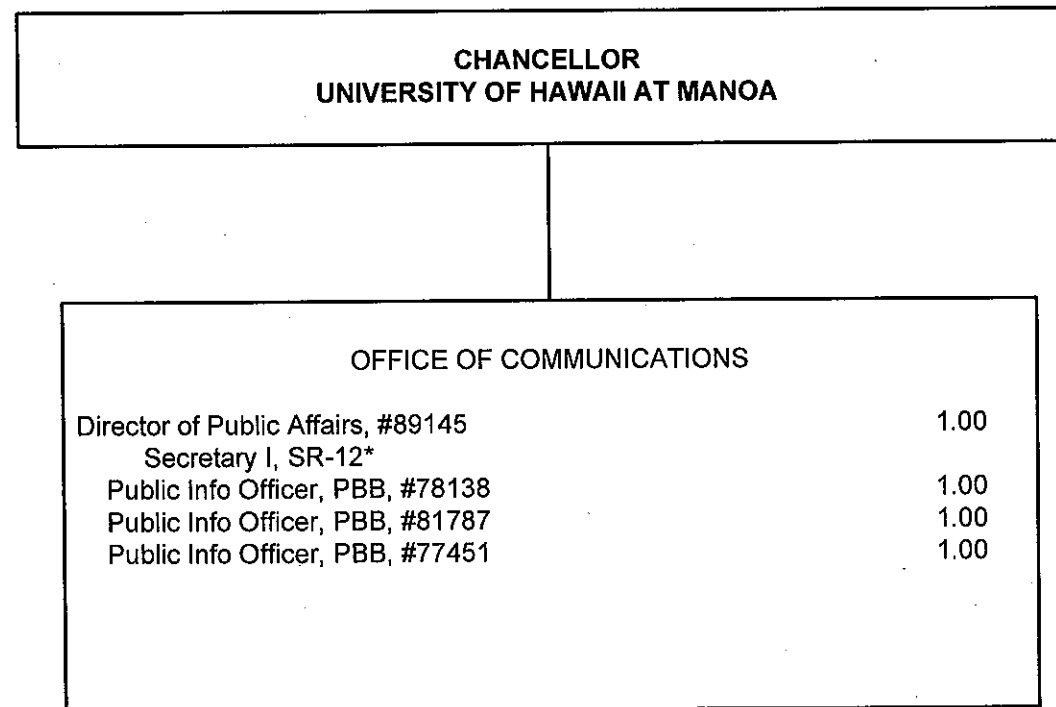 CHANCELLOR
UNIVERSITY OF HAWAII AT MANOA
OFFICE OF COMMUNICATIONS
Director of Public Affairs, #89145 1.00
Secretary I, SR-12*
Public Info Officer, PBB, #78138 1.00
Public Info Officer, PBB, #81787 1.00
Public Info Officer, PBB, #77451 1.00